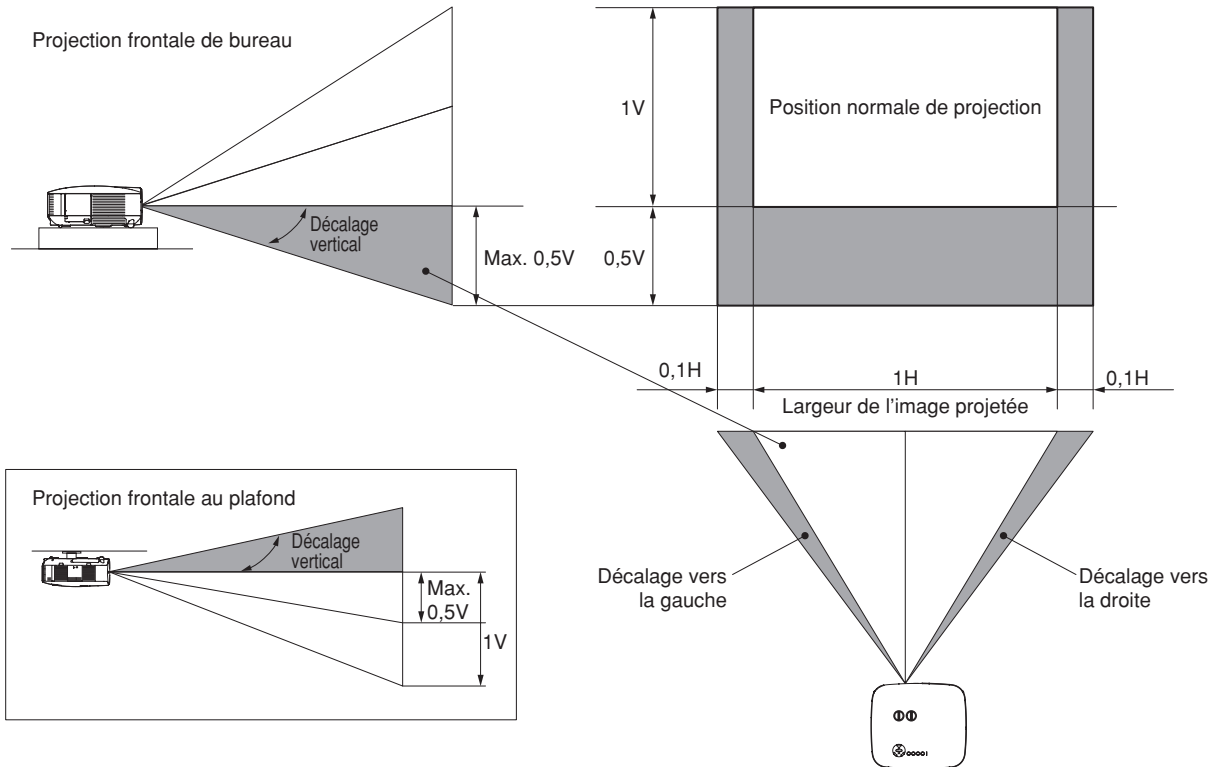 Projection frontale de bureau
Décalage
vertical
Max. 0,5V
1V
0,5V
Position normale de projection
0,1H
1H
0,1H
Largeur de l'image projetée
Décalage vers
la gauche
Décalage vers
la droite
Projection frontale au plafond
Décalage
vertical
Max.
0,5V
1V